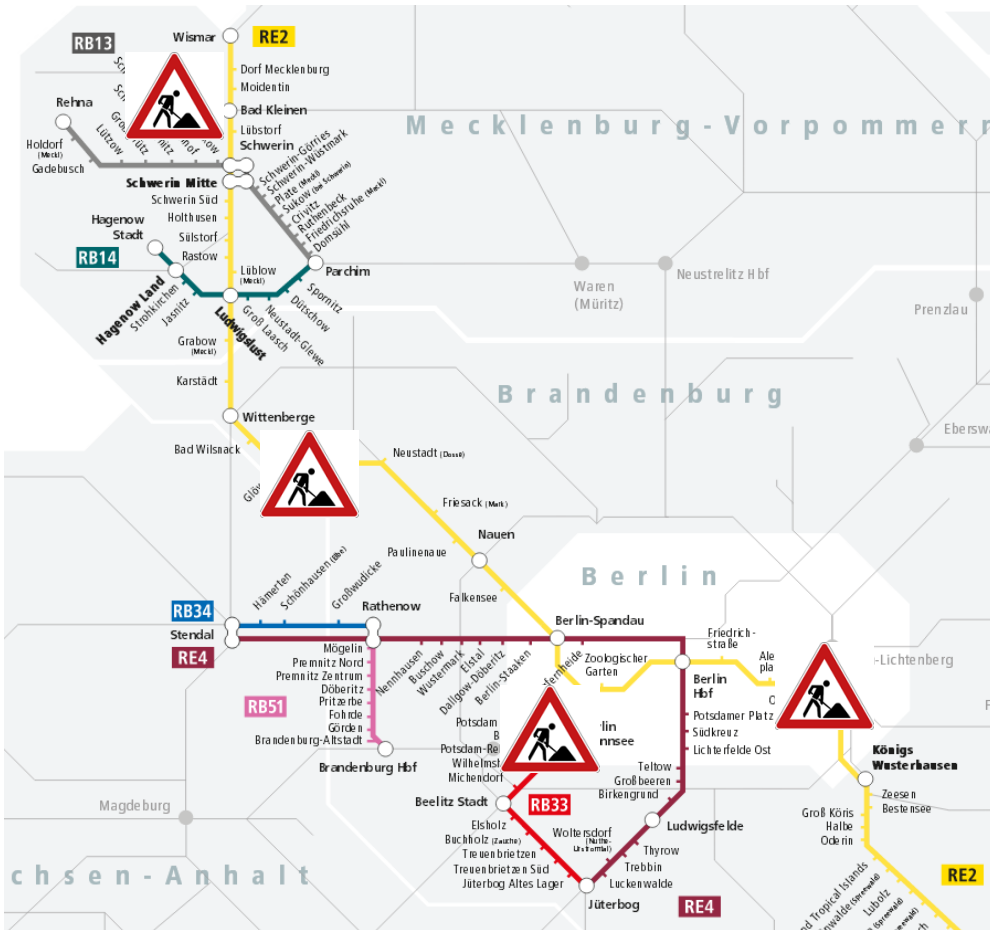 RB13
Wismar
RE2
Dorf Mecklenburg
Moidentin
Rehna
Bad Kleinen
Lübstorf
Mecklenburg-Vorpommern
Holdorf
(Meckl)
Gadebusch
Lützow
Schwerin
Schwerin-Görries
Schwerin-Wüstmark
Plate (Meckl)
Sukow (bei Schwerin)
Crivitz
Ruthenbeck
Friedrichsruhe (Meckl)
Domsühl
Schwerin Mitte
Schwerin Süd
Holthusen
Hagenow
Stadt
Sülstorf
Rastow
RB14
Lüblow
(Meckl)
Parchim
Waren
(Müritz)
Neustrelitz Hbf
Prenzlau
Hagenow Land
Strohkirchen
Jasnitz
Ludwigslust
Groß Laasch
Neustadt-Glewe
Dütschow
Spornitz
Grabow
(Meckl)
Karstädt
Brandenburg
Wittenberge
Bad Wilsnack
Neustadt (Dosse)
Friesack (Mark)
Nauen
Paulinenaue
Falkensee
Berlin
RB34
Hämerten
Schönhausen (Elbe)
Großwudicke
Rathenow
Stendal
RE4
Berlin-Spandau
Friedrich-
straße
Mögelin
Premnitz Nord
Premnitz Zentrum
Döberitz
Pritzerbe
Fohrde
Görden
Brandenburg-Altstadt
RB51
Brandenburg Hbf
Nennhausen
Buschow
Wustermark
Elstal
Dallgow-Döberitz
Berlin-Staaken
Zoologischer
Garten
Berlin
Hbf
-Lichtenberg
Potsdamer Platz
Südkreuz
Lichterfelde Ost
Potsdam
Michendorf
Teltow
Großbeeren
Birkengrund
Königs
Wusterhausen
Zeesen
Bestensee
Groß Köris
Halbe
Oderin
Magdeburg
Beelitz Stadt
RB33
Ludwigsfelde
Elsholz
Buchholz (Zauche)
Treuenbrietzen
Treuenbrietzen Süd
Jüterbog Altes Lager
Woltersdorf
Thyrow
Trebbin
Luckenwalde
Jüterbog
RE4
RE2
chsen-Anhalt
Lubolz